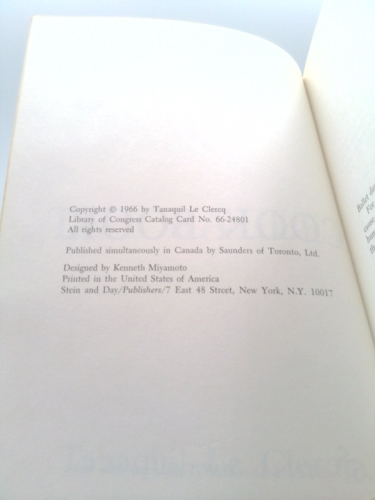 Copyright © 1966 by Tanaquil Le Clercq
Library of Congress Catalog Card No. 66-24801
All rights reserved
Published simultaneously in Canada by Saunders of Toronto, Ltd.
Designed by Kenneth Miyamoto
Printed in the United States of America
Stein and Day/Publishers/7 East 48 Street, New York, N.Y. 10017
Ballet
For